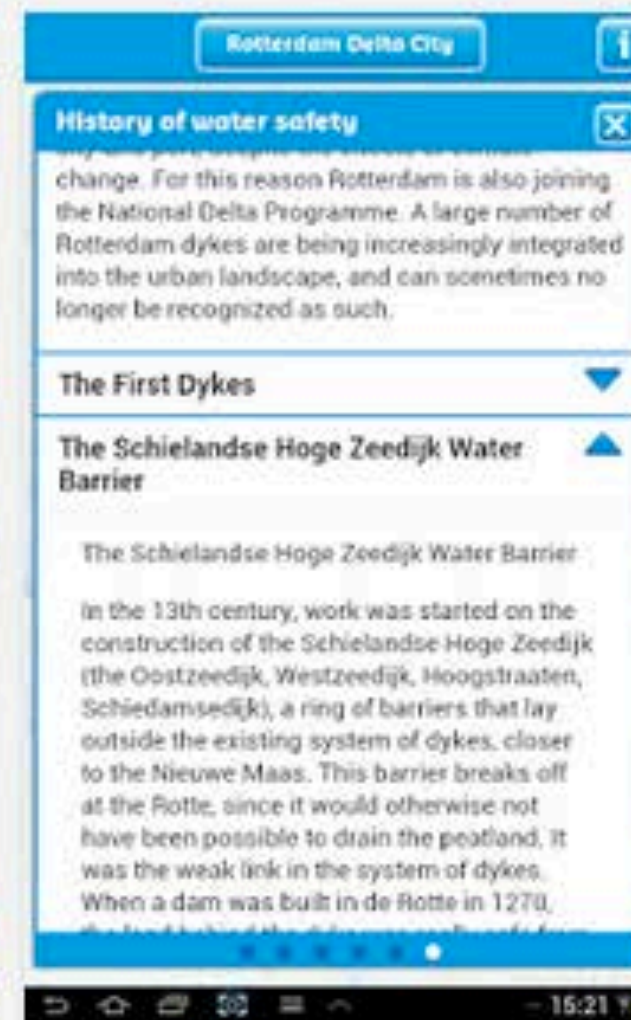 Rotterdam Delta City
i
History of water safety
X
change. For this reason Rotterdam is also joining
the National Delta Programme. A large number of
Rotterdam dykes are being increasingly integrated
into the urban landscape, and can sometimes no
longer be recognized as such.
The First Dykes
The Schielandse Hoge Zeedijk Water
Barrier
The Schielandse Hoge Zeedijk Water Barrier
In the 13th century, work was started on the
construction of the Schielandse Hoge Zeedijk
(the Oostzeedijk, Westzeedijk, Hoogstraaten,
Schiedamsedijk), a ring of barriers that lay
outside the existing system of dykes, closer
to the Nieuwe Maas. This barrier breaks off
at the Rotte, since it would otherwise not
have been possible to drain the peatland. It
was the weak link in the system of dykes.
When a dam was built in de Rotte in 1270,
15:21